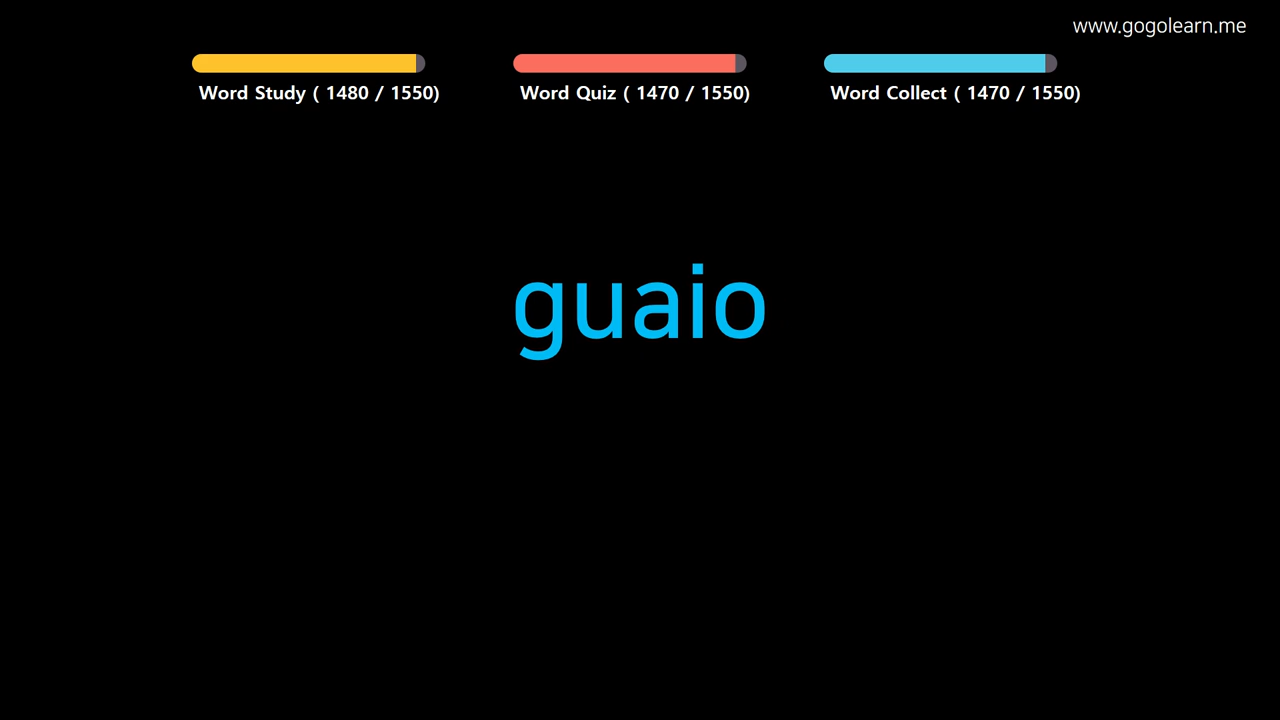 www.gogolearn.me
Word Study ( 1480 / 1550)
Word Quiz ( 1470 / 1550)
Word Collect ( 1470 / 1550)
guaio